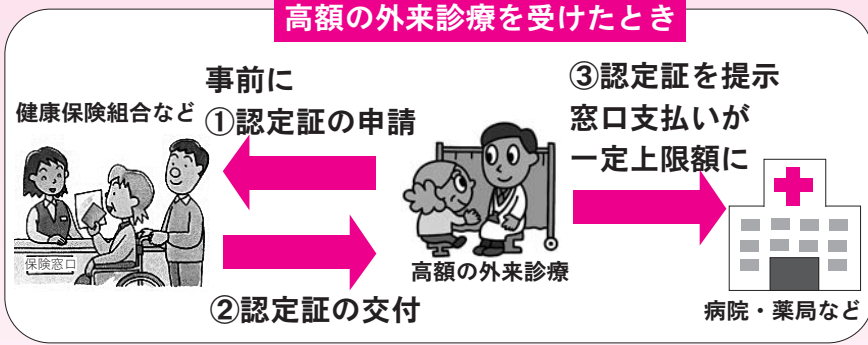 高額の外来診療を受けたとき
健康保険組合など
事前に
①認定証の申請
③認定証を提示
窓口支払いが
一定上限額に
保険窓口
高額の外来診療
②認定証の交付
病院・薬局など